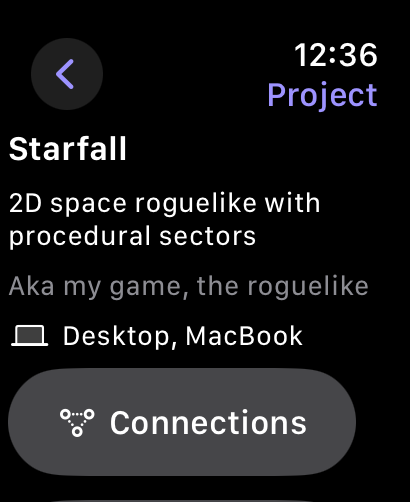 12:36
Project
Starfall
2D space roguelike with
procedural sectors
Aka my game, the roguelike
Desktop, MacBook
Connections